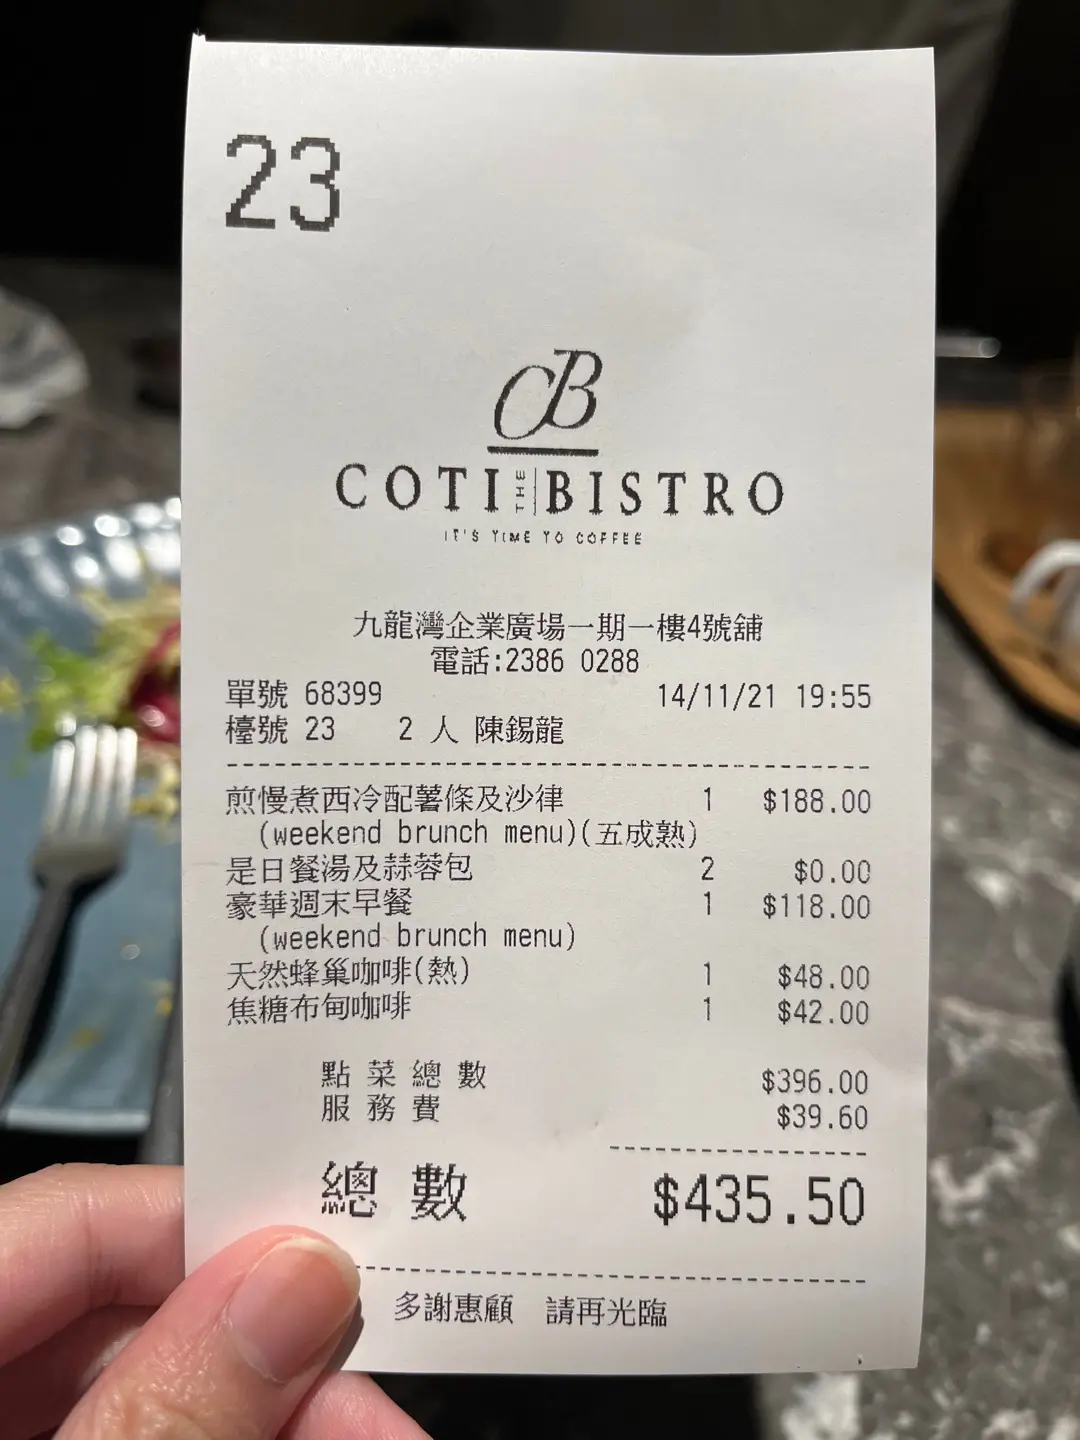 23
CB
COTI THE BISTRO
IT'S TIME TO COFFEE
九龍灣企業廣場一期一樓4號舖
電話:2386 0288
單號 68399 14/11/21 19:55
檯號 23 2 人 陳錫龍
煎慢煮西冷配薯條及沙律 1 $188.00
(weekend brunch menu)(五成熟)
是日餐湯及蒜蓉包 2 $0.00
豪華週末早餐 1 $118.00
(weekend brunch menu)
天然蜂巢咖啡(熱) 1 $48.00
焦糖布甸咖啡 1 $42.00
點菜總數 $396.00
服務費 $39.60
總數 $435.50
多謝惠顧 請再光臨